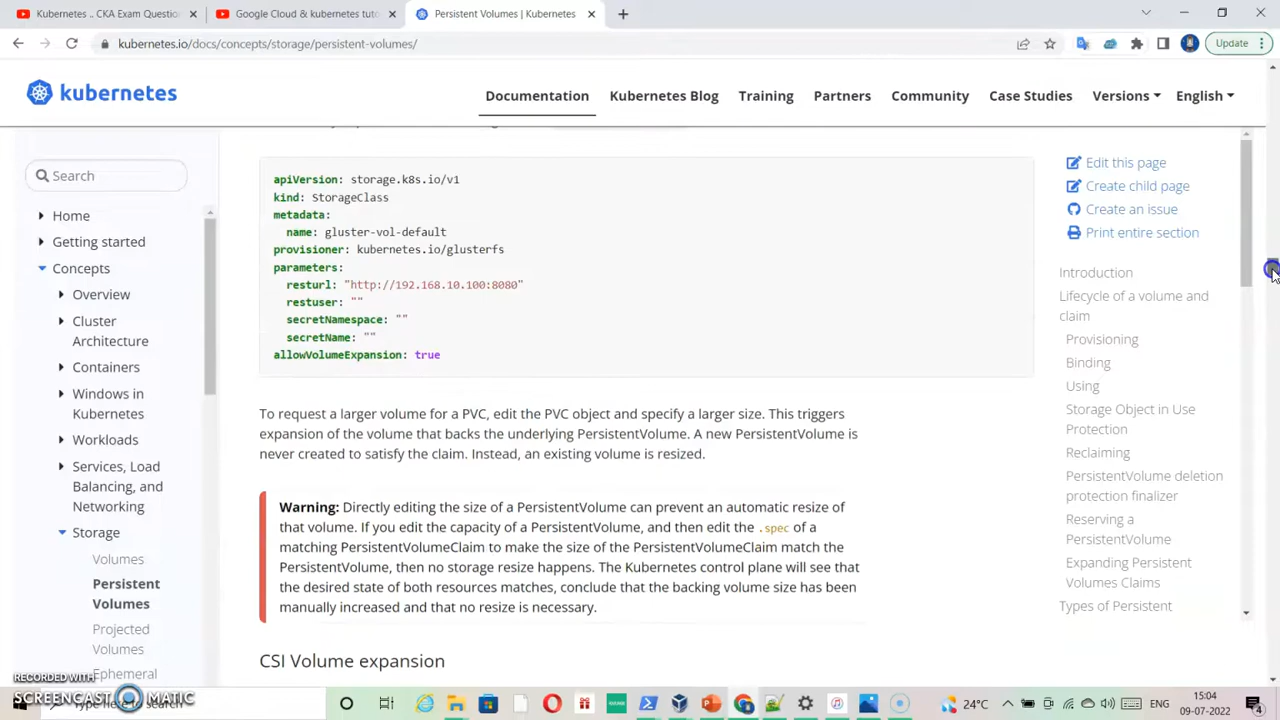 Kubernetes .. CKA Exam Question
Google Cloud & kubernetes tuto
Persistent Volumes | Kubernetes
kubernetes.io/docs/concepts/storage/persistent-volumes/
Update
kubernetes
Documentation
Kubernetes Blog
Training
Partners
Community
Case Studies
Versions
English
Search
Home
Getting started
Concepts
Overview
Cluster
Architecture
Containers
Windows in
Kubernetes
Workloads
Services, Load
Balancing, and
Networking
Storage
Volumes
Persistent
Volumes
Projected
Volumes
Ephemeral
apiVersion: storage.k8s.io/v1
kind: StorageClass
metadata:
name: gluster-vol-default
provisioner: kubernetes.io/glusterfs
parameters:
resturl: "http://192.168.10.100:8080"
restuser: ""
secretNamespace: ""
secretName: ""
allowVolumeExpansion: true
To request a larger volume for a PVC, edit the PVC object and specify a larger size. This triggers
expansion of the volume that backs the underlying PersistentVolume. A new PersistentVolume is
never created to satisfy the claim. Instead, an existing volume is resized.
Warning: Directly editing the size of a PersistentVolume can prevent an automatic resize of
that volume. If you edit the capacity of a PersistentVolume, and then edit the .spec of a
matching PersistentVolumeClaim to make the size of the PersistentVolumeClaim match the
PersistentVolume, then no storage resize happens. The Kubernetes control plane will see that
the desired state of both resources matches, conclude that the backing volume size has been
manually increased and that no resize is necessary.
CSI Volume expansion
Edit this page
Create child page
Create an issue
Print entire section
Introduction
Lifecycle of a volume and
claim
Provisioning
Binding
Using
Storage Object in Use
Protection
Reclaiming
PersistentVolume deletion
protection finalizer
Reserving a
PersistentVolume
Expanding Persistent
Volumes Claims
Types of Persistent
RECORDED WITH
SCREENCAST MATIC
Type here to search
24°C
ENG
15:04
09-07-2022
4